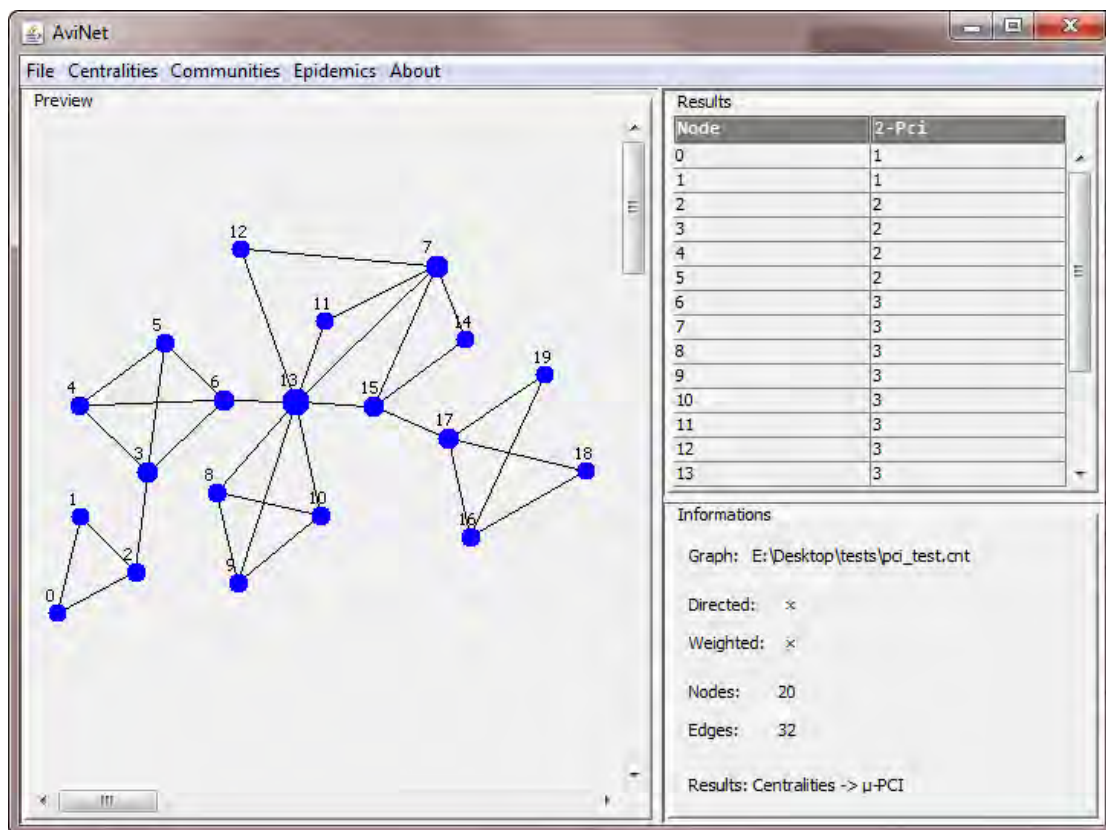 AviNet
File Centralities Communities Epidemics About
Preview
12
7
11
14
5
19
4
6
13
15
17
18
3
8
10
1
16
2
9
0
Results
Node 2-Pci
0 1
1 1
2 2
3 2
4 2
5 2
6 3
7 3
8 3
9 3
10 3
11 3
12 3
13 3
Informations
Graph: E:\Desktop\tests\pci_test.cnt
Directed: ×
Weighted: ×
Nodes: 20
Edges: 32
Results: Centralities -> μ-PCI